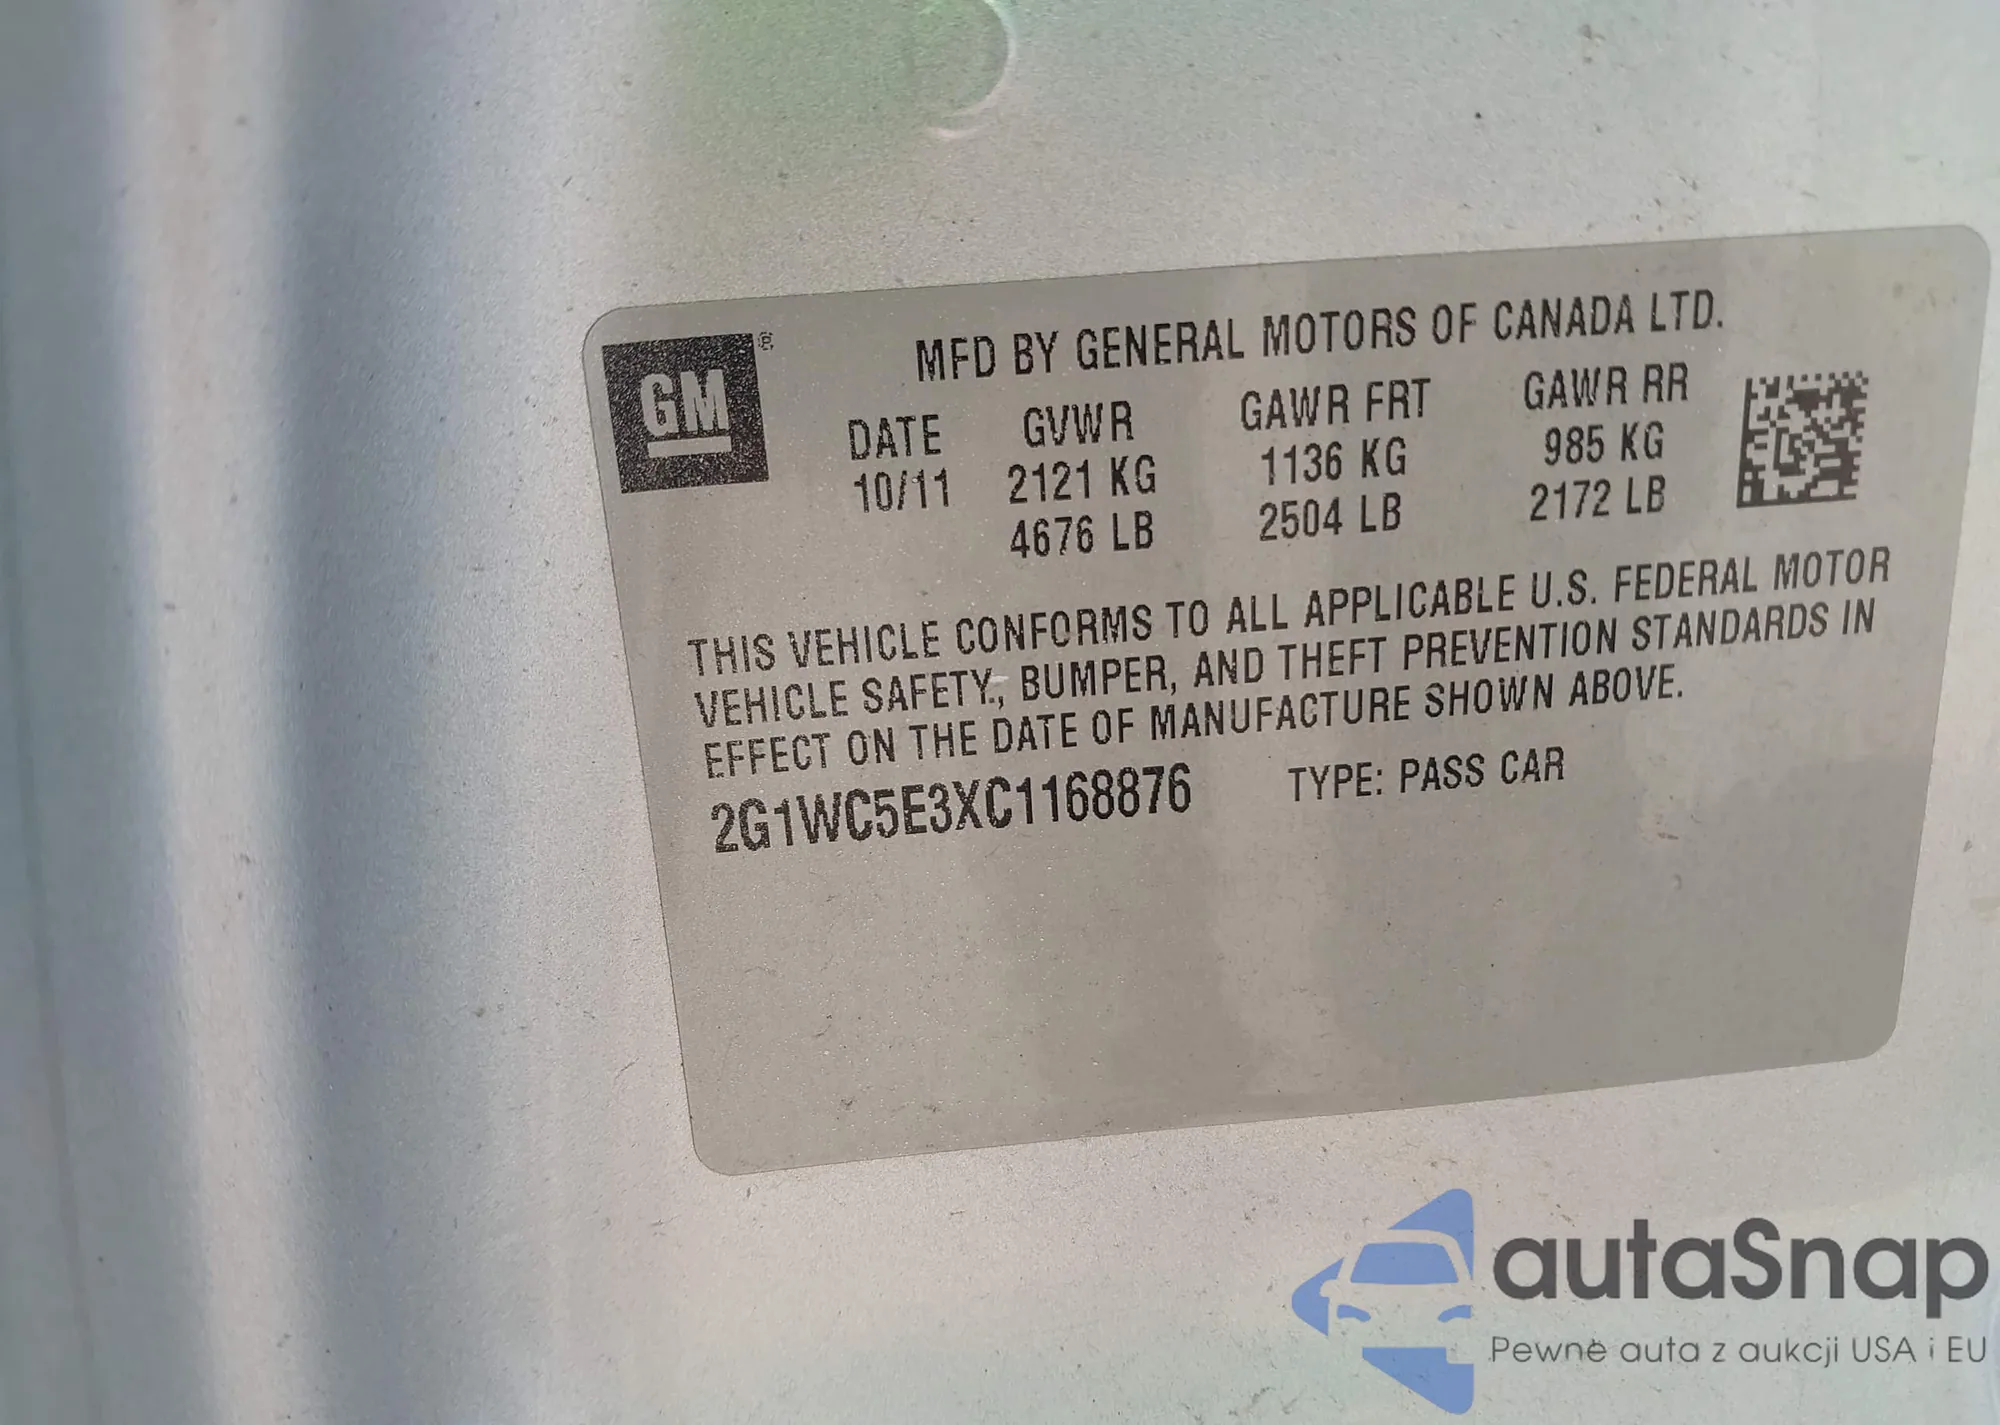 GM®
MFD BY GENERAL MOTORS OF CANADA LTD.
DATE GVWR GAWR FRT GAWR RR
10/11 2121 KG 1136 KG 985 KG
4676 LB 2504 LB 2172 LB
THIS VEHICLE CONFORMS TO ALL APPLICABLE U.S. FEDERAL MOTOR
VEHICLE SAFETY, BUMPER, AND THEFT PREVENTION STANDARDS IN
EFFECT ON THE DATE OF MANUFACTURE SHOWN ABOVE.
2G1WC5E3XC1168876 TYPE: PASS CAR
autaSnap
Pewne auta z aukcji USA i EU